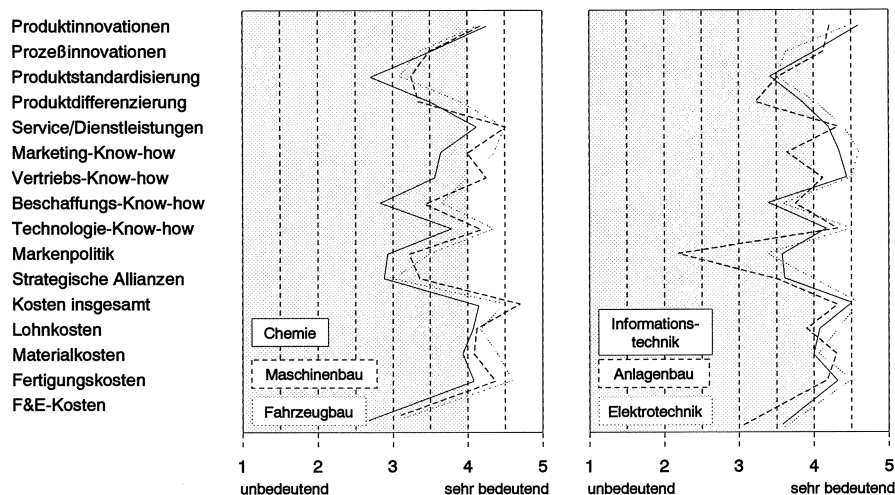 Produktinnovationen
Prozeßinnovationen
Produktstandardisierung
Produktdifferenzierung
Service/Dienstleistungen
Marketing-Know-how
Vertriebs-Know-how
Beschaffungs-Know-how
Technologie-Know-how
Markenpolitik
Strategische Allianzen
Kosten insgesamt
Lohnkosten
Materialkosten
Fertigungskosten
F&E-Kosten
Chemie
Maschinenbau
Fahrzeugbau
1 2 3 4 5
unbedeutend sehr bedeutend
Informations-
technik
Anlagenbau
Elektrotechnik
1 2 3 4 5
unbedeutend sehr bedeutend